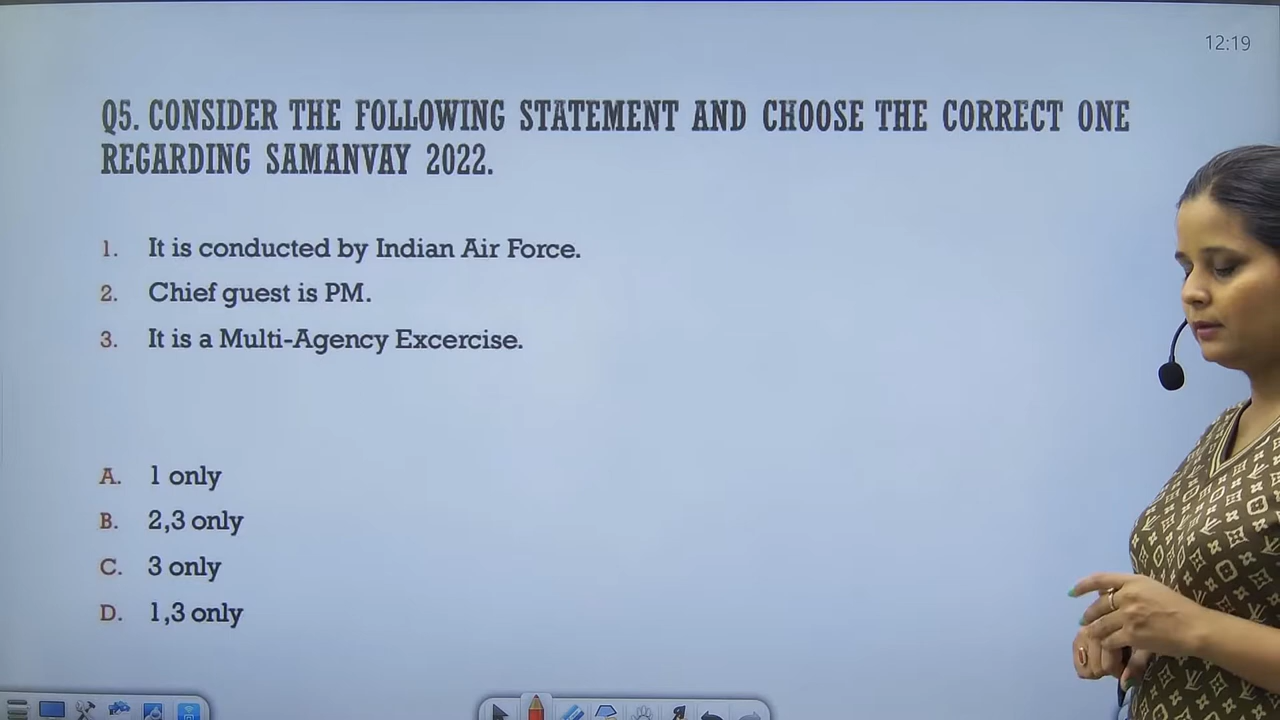 12:19
Q5. CONSIDER THE FOLLOWING STATEMENT AND CHOOSE THE CORRECT ONE
REGARDING SAMANVAY 2022.
1. It is conducted by Indian Air Force.
2. Chief guest is PM.
3. It is a Multi-Agency Excercise.
A. 1 only
B. 2,3 only
C. 3 only
D. 1,3 only